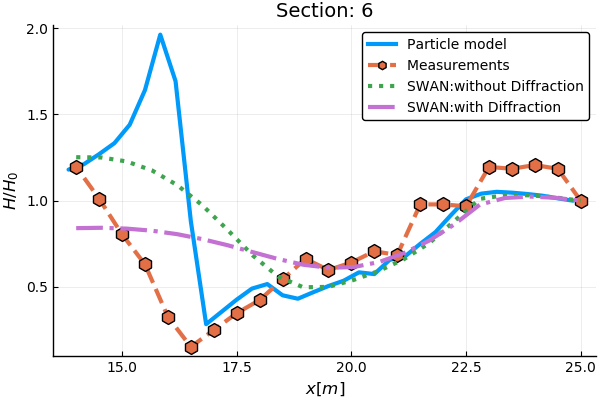 Section: 6
Particle model
Measurements
SWAN:without Diffraction
SWAN:with Diffraction
2.0
1.5
1.0
0.5
H/H₀
15.0 17.5 20.0 22.5 25.0
x[m]